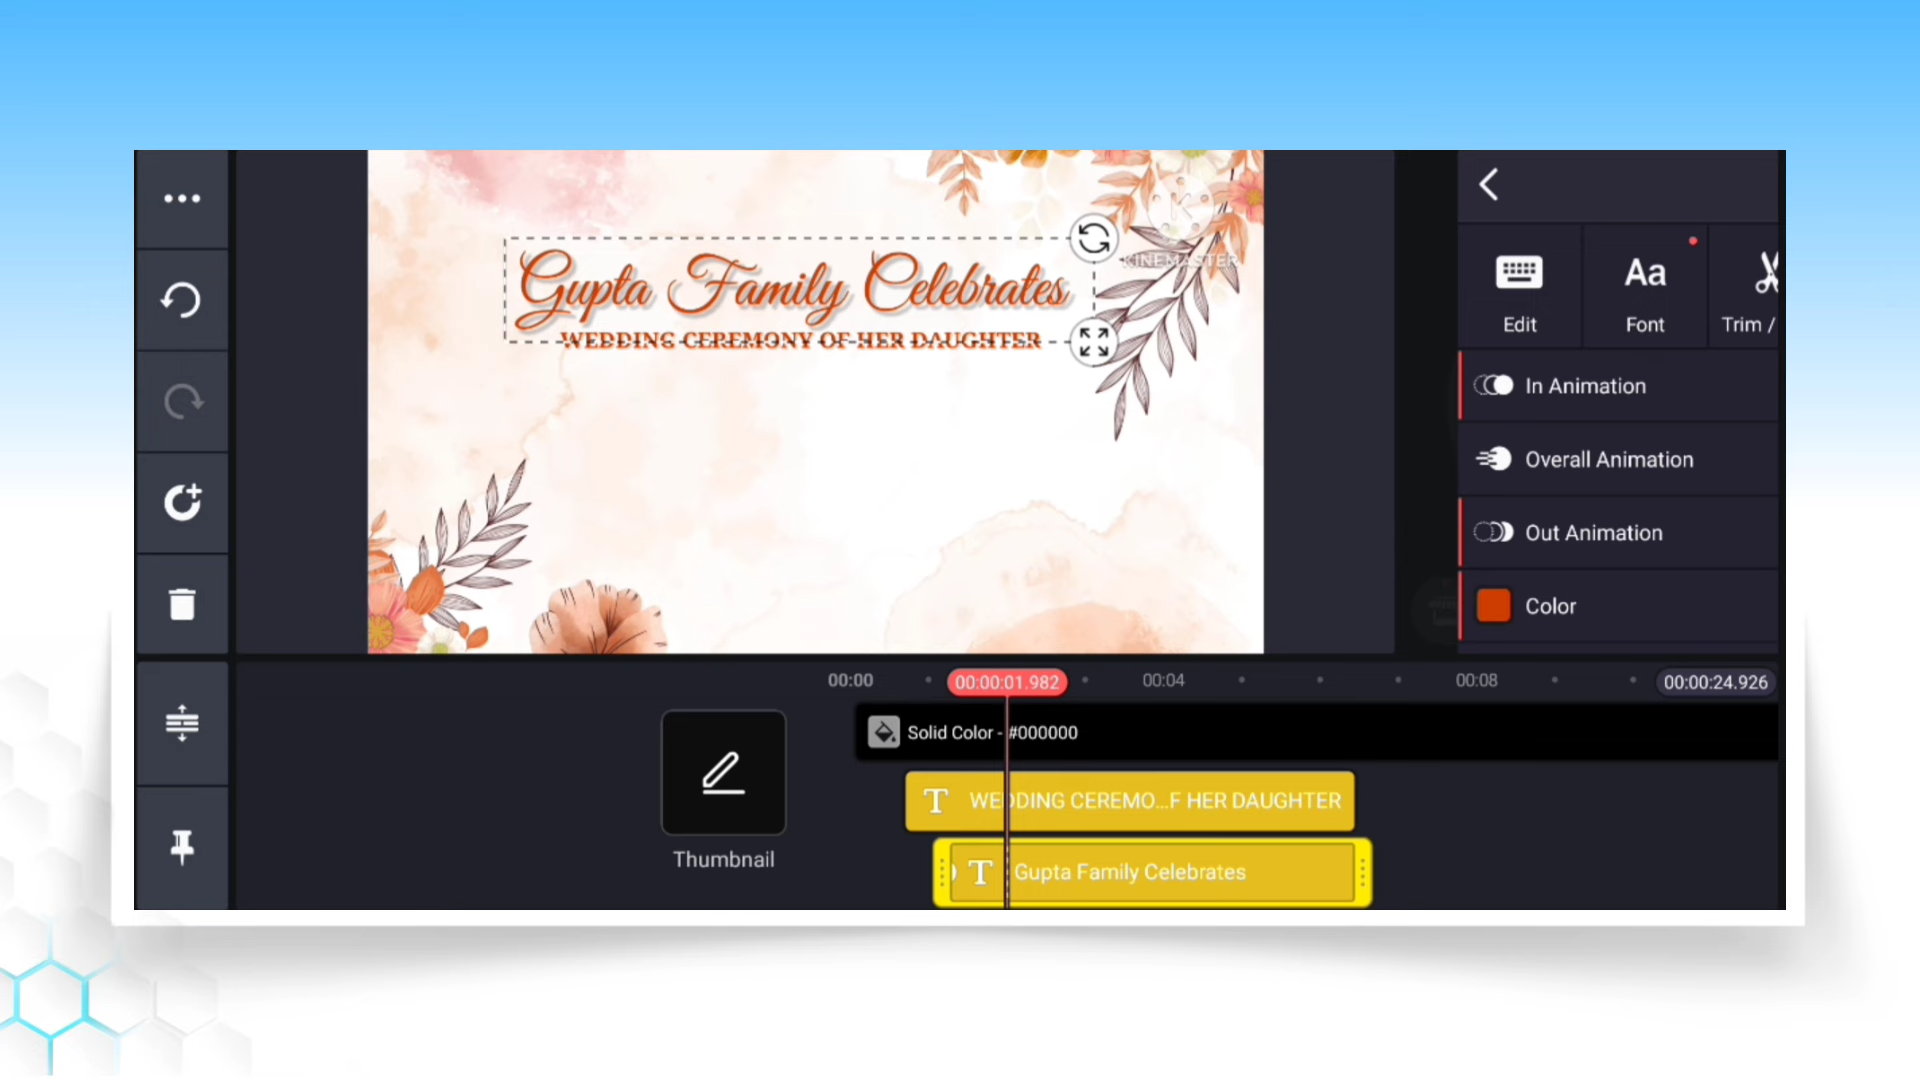 Gupta Family Celebrates
WEDDING CEREMONY OF HER DAUGHTER
KINEMASTER
Edit
Font
Trim /
In Animation
Overall Animation
Out Animation
Color
00:00
00:00:01.982
00:04
00:08
00:00:24.926
Solid Color - #000000
WEDDING CEREMO...F HER DAUGHTER
Gupta Family Celebrates
Thumbnail